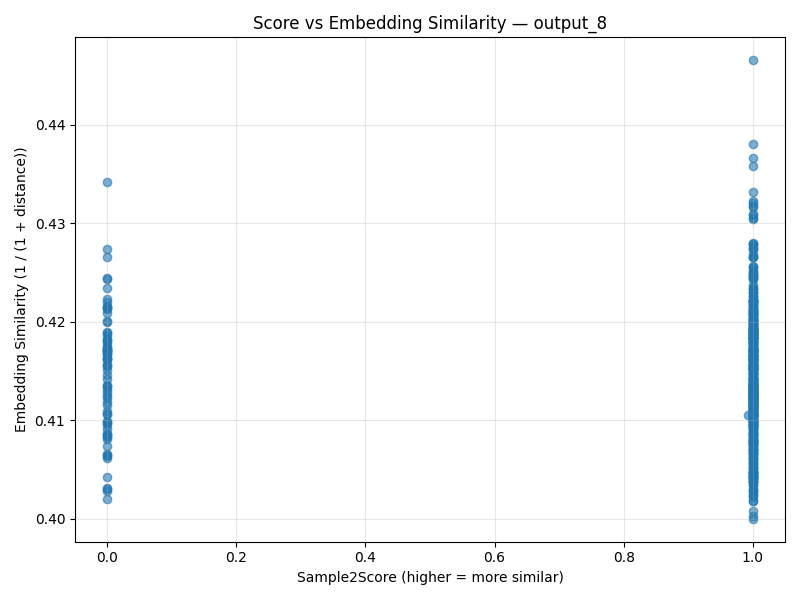 Score vs Embedding Similarity — output_8
Embedding Similarity (1 / (1 + distance))
0.44
0.43
0.42
0.41
0.40
0.0 0.2 0.4 0.6 0.8 1.0
Sample2Score (higher = more similar)